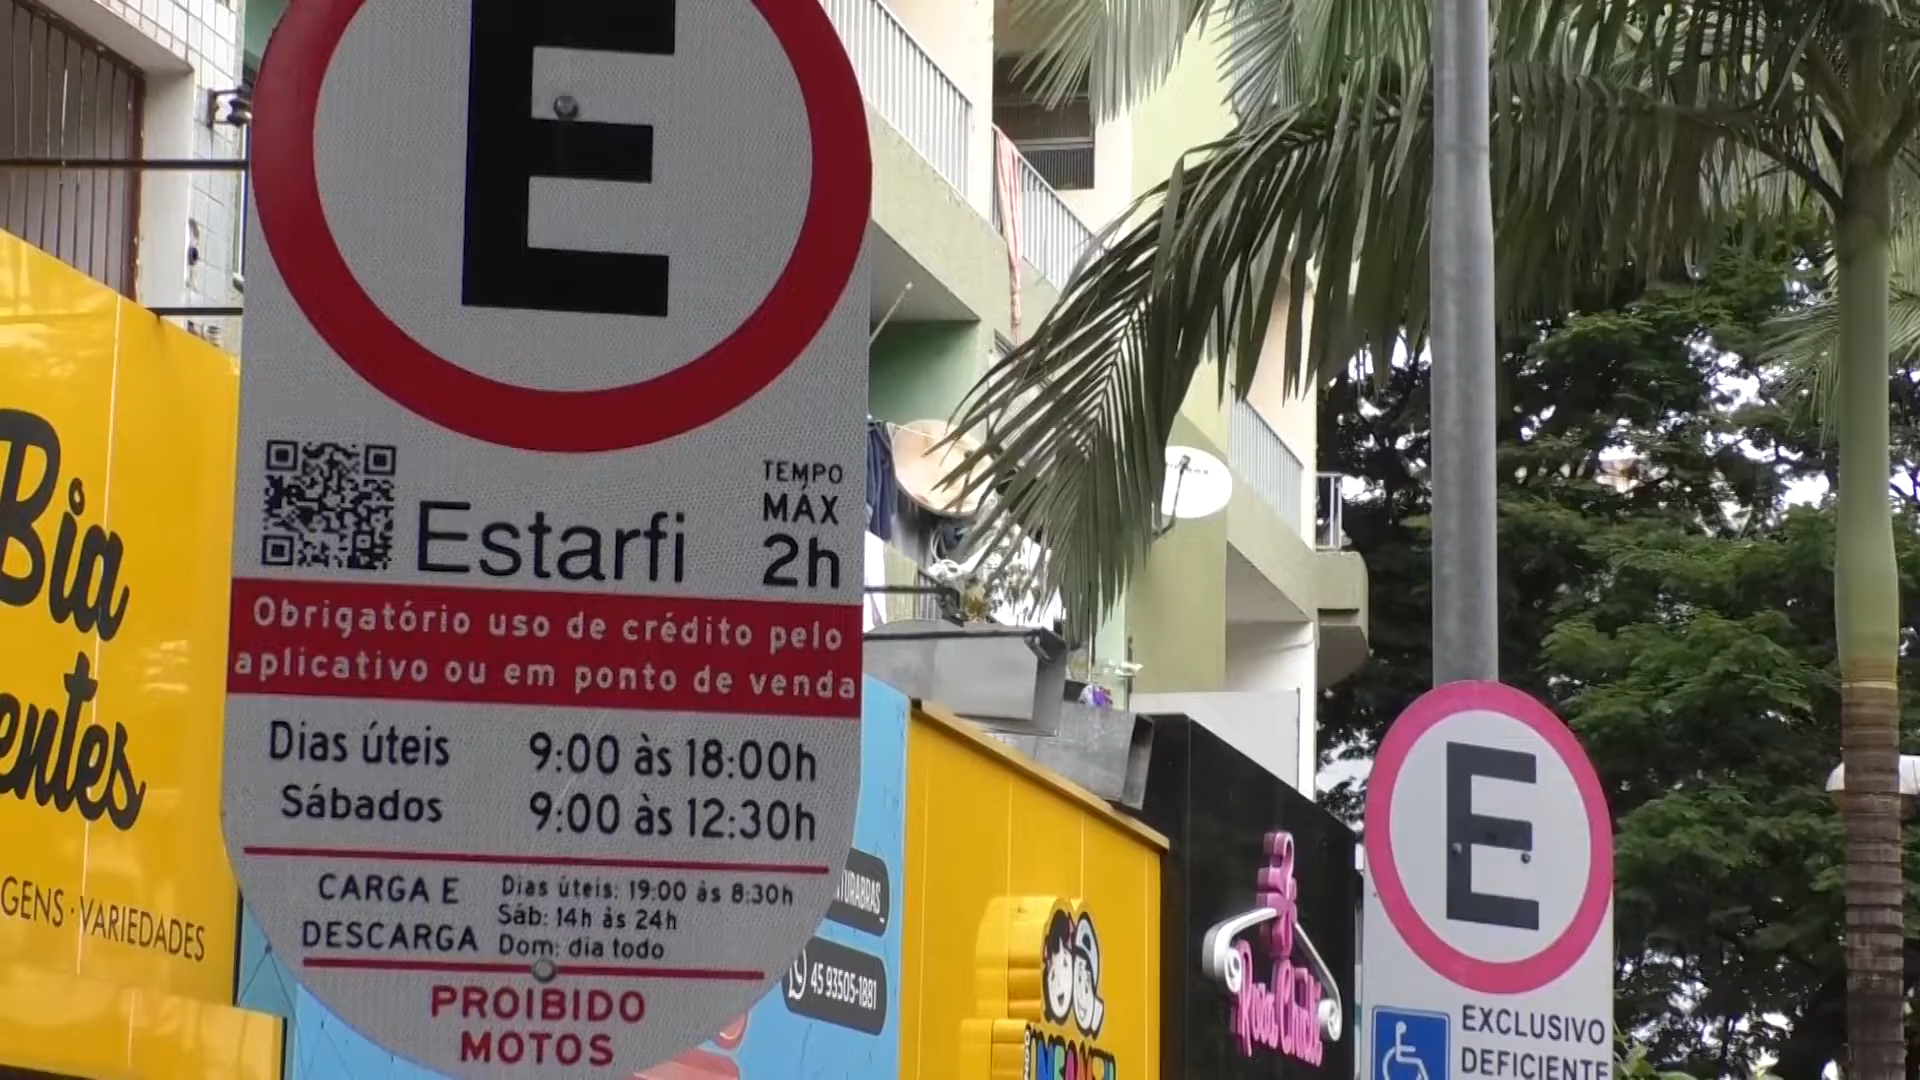 E
Estarfi
TEMPO
MÁX
2h
Obrigatório uso de crédito pelo
aplicativo ou em ponto de venda
Dias úteis 9:00 às 18:00h
Sábados 9:00 às 12:30h
CARGA E
DESCARGA
Dias úteis: 19:00 às 8:30h
Sáb: 14h às 24h
Dom: dia todo
PROIBIDO
MOTOS
Bia
entes
GENS · VARIEDADES
TURABRAS
45 93505-1881
E
EXCLUSIVO
DEFICIENTE